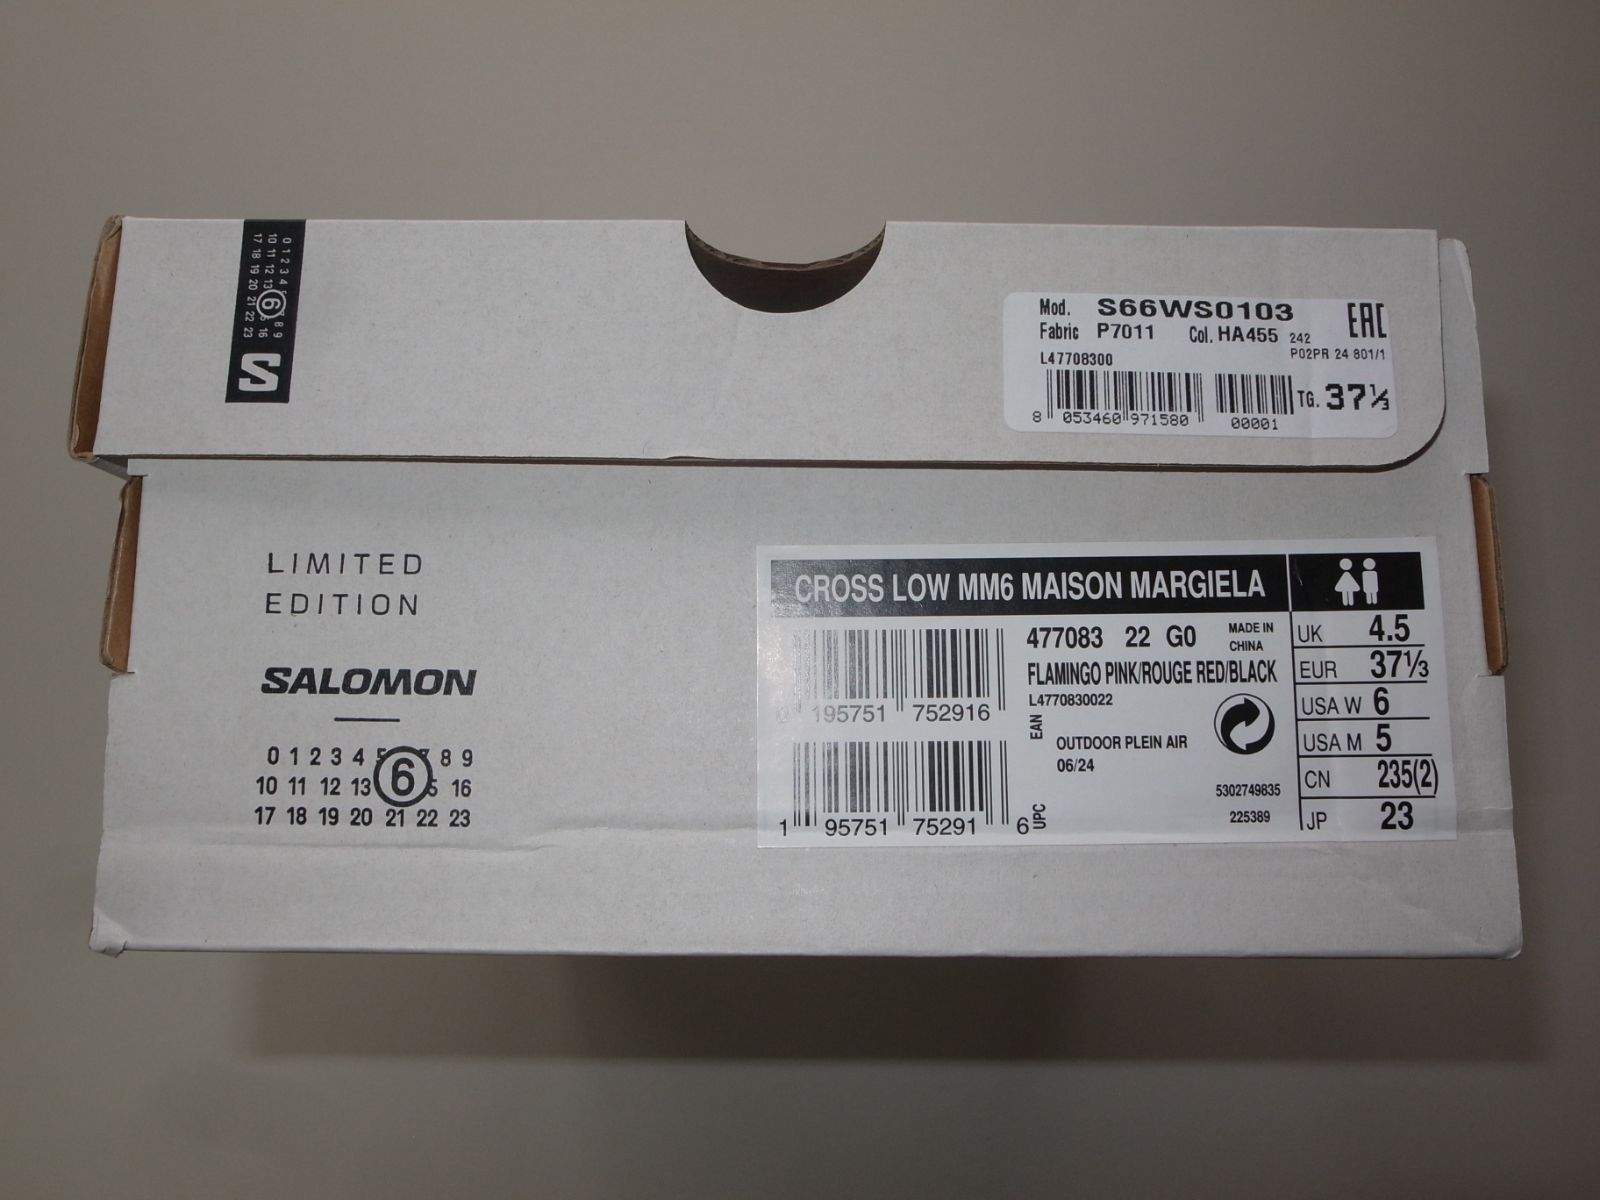 0 1 2 3 4 8 9
10 11 12 13 6 16
17 18 19 20 21 22 23
S
Mod. S66WS0103
EAC
Fabric P7011 Col. HA455 242
P02PR 24 801/1
L47708300
TG. 37⅓
8 053460 971580 00001
LIMITED
EDITION
SALOMON
0 1 2 3 4 8 9
10 11 12 13 6 16
17 18 19 20 21 22 23
CROSS LOW MM6 MAISON MARGIELA
477083 22 G0 MADE IN
CHINA
FLAMINGO PINK/ROUGE RED/BLACK
L4770830022
0 195751 752916
EAN
OUTDOOR PLEIN AIR
06/24
5302749835
225389
1 95751 75291 6
UPC
UK 4.5
EUR 37⅓
USA W 6
USA M 5
CN 235(2)
JP 23